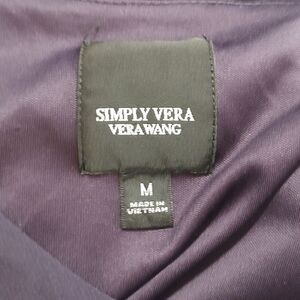 SIMPLY VERA
VERAWANG
M
MADE IN
VIETNAM